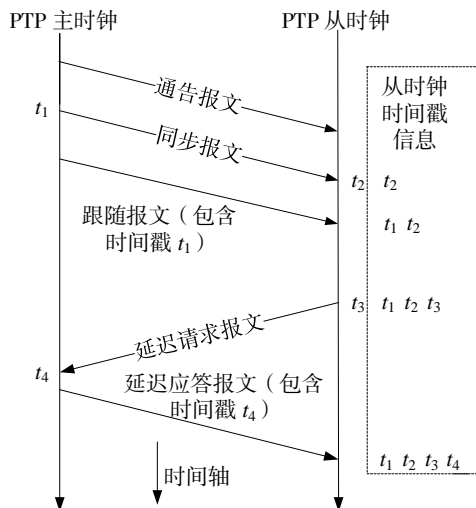 PTP 主时钟
PTP 从时钟
通告报文
从时钟
时间戳
信息
t1
同步报文
t2
t2
跟随报文（包含
时间戳 t1）
t1 t2
t3
t1 t2 t3
延迟请求报文
t4
延迟应答报文（包含
时间戳 t4）
t1 t2 t3 t4
时间轴